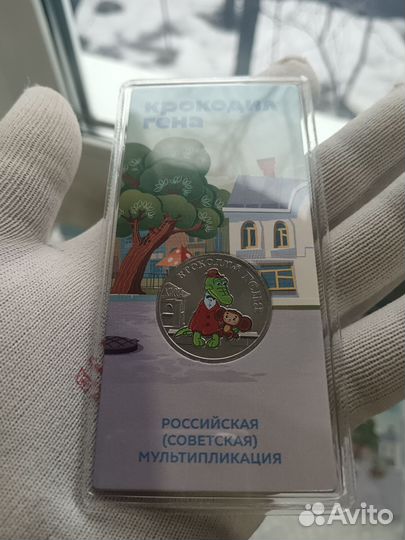 крокодил
гена
КРОКОДИЛ ГЕНА
РОССИЙСКАЯ
(СОВЕТСКАЯ)
МУЛЬТИПЛИКАЦИЯ
Avito